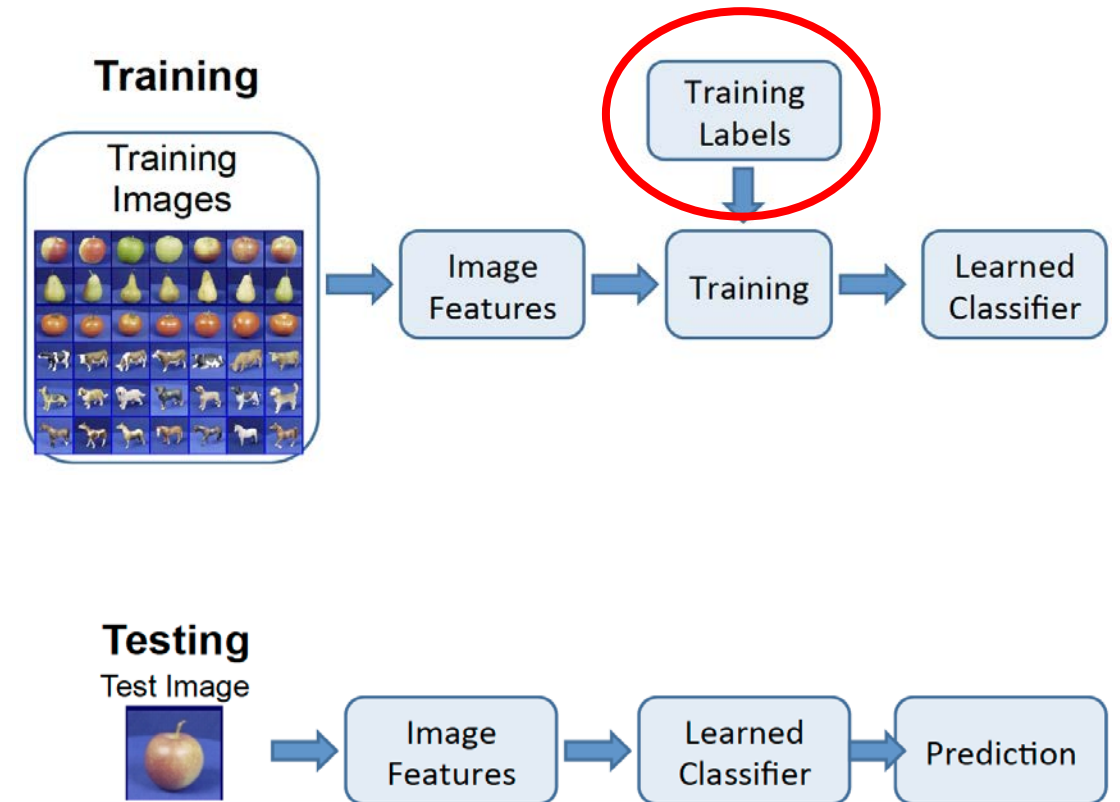 Training
Training
Images
Training
Labels
Image
Features
Training
Learned
Classifier
Testing
Test Image
Image
Features
Learned
Classifier
Prediction